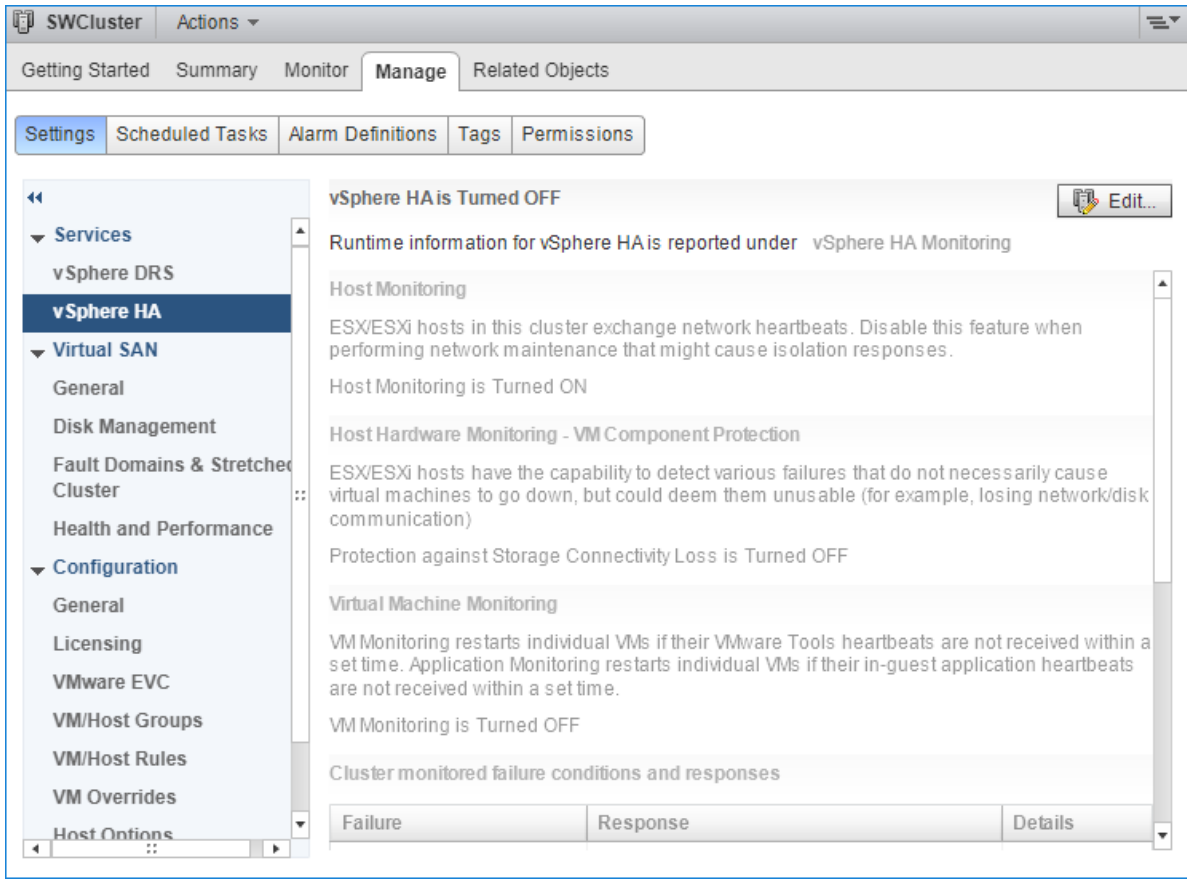 SWCluster Actions
Getting Started Summary Monitor Manage Related Objects
Settings Scheduled Tasks Alarm Definitions Tags Permissions
Services
vSphere DRS
vSphere HA
Virtual SAN
General
Disk Management
Fault Domains & Stretched
Cluster
Health and Performance
Configuration
General
Licensing
VMware EVC
VM/Host Groups
VM/Host Rules
VM Overrides
Host Options
vSphere HA is Turned OFF
Edit...
Runtime information for vSphere HA is reported under vSphere HA Monitoring
Host Monitoring
ESX/ESXi hosts in this cluster exchange network heartbeats. Disable this feature when
performing network maintenance that might cause isolation responses.
Host Monitoring is Turned ON
Host Hardware Monitoring - VM Component Protection
ESX/ESXi hosts have the capability to detect various failures that do not necessarily cause
virtual machines to go down, but could deem them unusable (for example, losing network/disk
communication)
Protection against Storage Connectivity Loss is Turned OFF
Virtual Machine Monitoring
VM Monitoring restarts individual VMs if their VMware Tools heartbeats are not received within a
set time. Application Monitoring restarts individual VMs if their in-guest application heartbeats
are not received within a set time.
VM Monitoring is Turned OFF
Cluster monitored failure conditions and responses
Failure Response Details